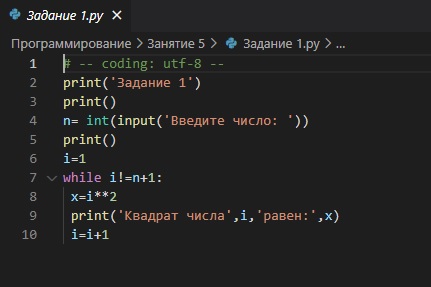 Задание 1.py
Программирование > Занятие 5 > Задание 1.py > ...
1 # -- coding: utf-8 --
2 print('Задание 1')
3 print()
4 n= int(input('Введите число: '))
5 print()
6 i=1
7 while i!=n+1:
8 x=i**2
9 print('Квадрат числа',i,'равен:',x)
10 i=i+1